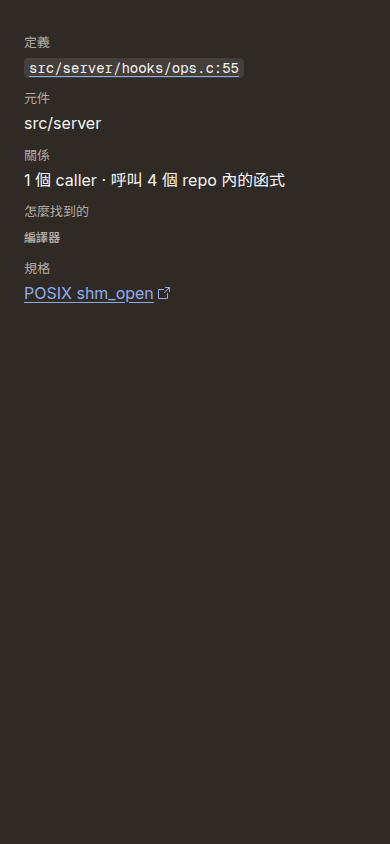 定義
src/server/hooks/ops.c:55
元件
src/server
關係
1 個 caller · 呼叫 4 個 repo 內的函式
怎麼找到的
編譯器
規格
POSIX shm_open